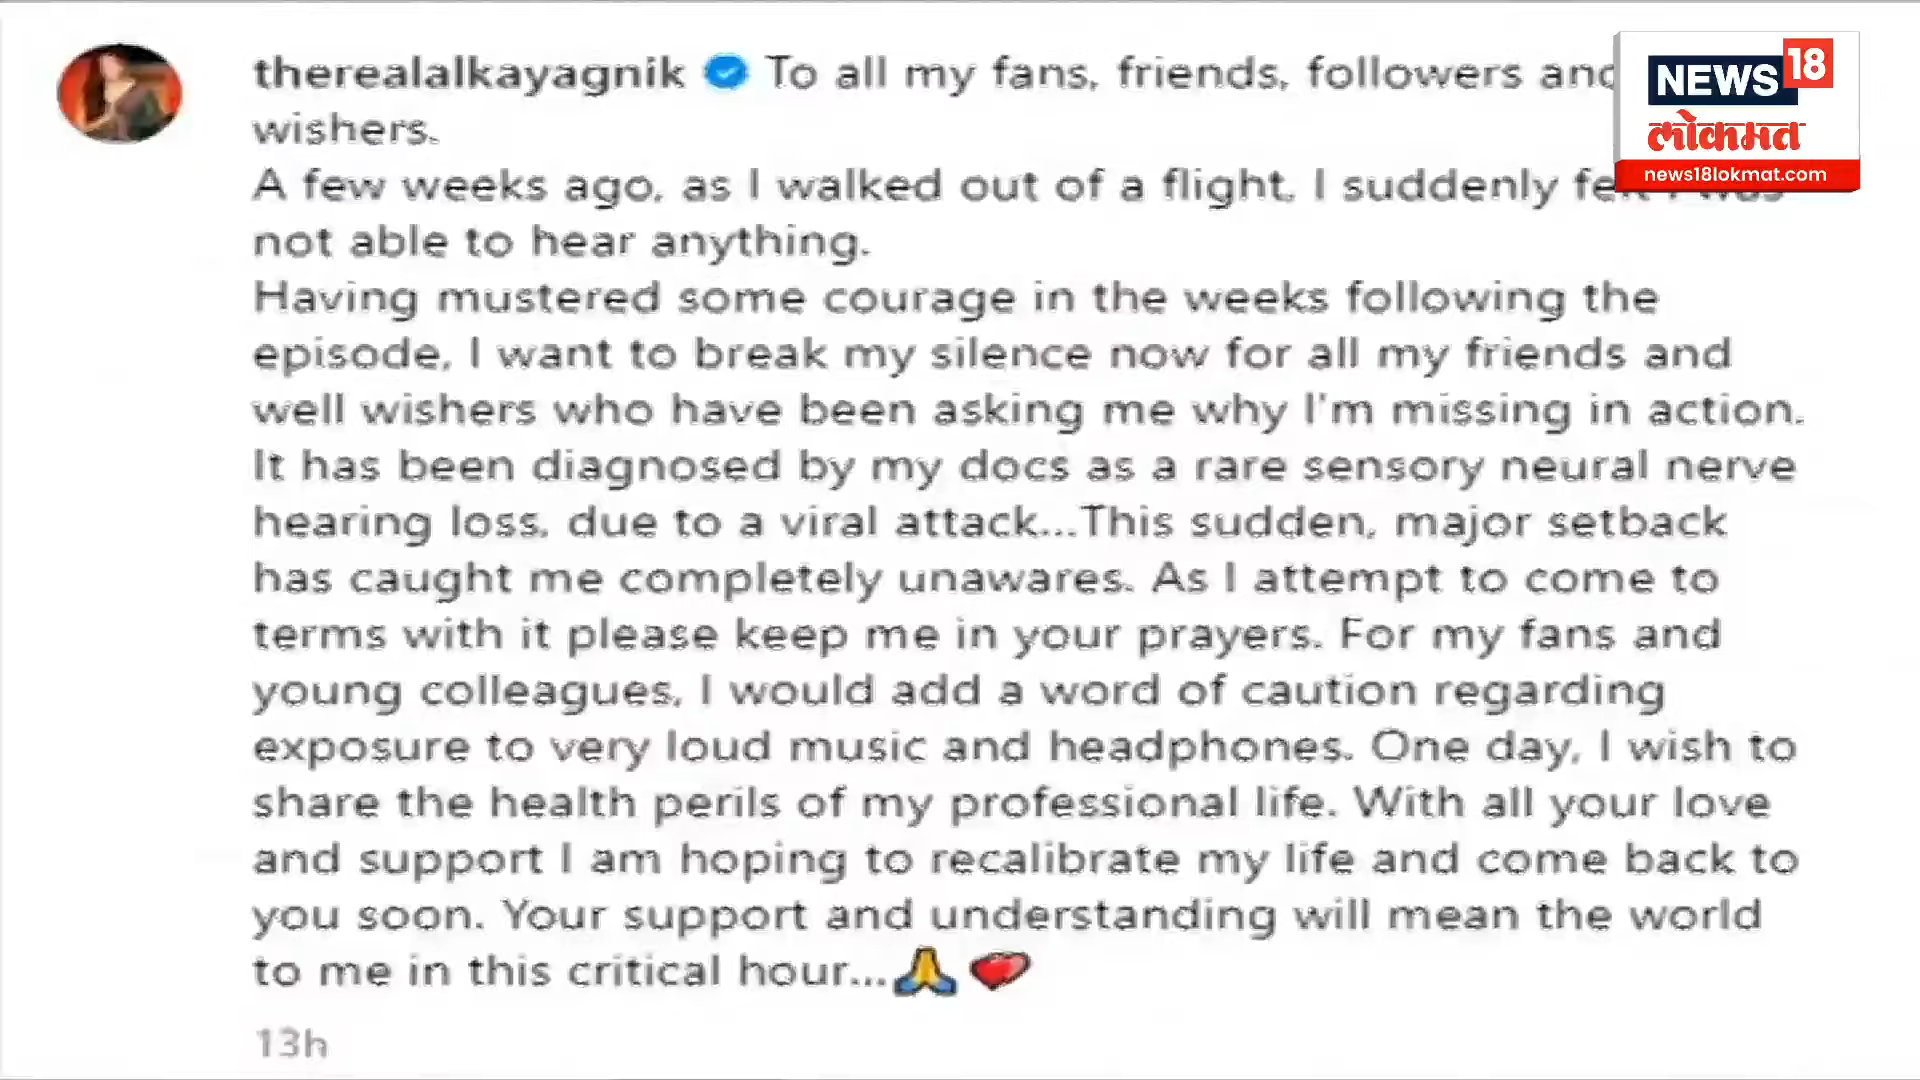 therealalkayagnik To all my fans, friends, followers and
wishers.
A few weeks ago, as I walked out of a flight, I suddenly felt I was
not able to hear anything.
Having mustered some courage in the weeks following the
episode, I want to break my silence now for all my friends and
well wishers who have been asking me why I'm missing in action.
It has been diagnosed by my docs as a rare sensory neural nerve
hearing loss, due to a viral attack...This sudden, major setback
has caught me completely unawares. As I attempt to come to
terms with it please keep me in your prayers. For my fans and
young colleagues, I would add a word of caution regarding
exposure to very loud music and headphones. One day, I wish to
share the health perils of my professional life. With all your love
and support I am hoping to recalibrate my life and come back to
you soon. Your support and understanding will mean the world
to me in this critical hour...🙏❤️
13h
NEWS 18
लोकमत
news18lokmat.com